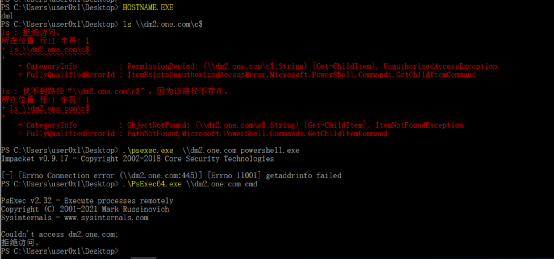 PS C:\Users\user0x1\Desktop> HOSTNAME.EXE
dm1
PS C:\Users\user0x1\Desktop> ls \\dm2.one.com\c$
ls : 拒绝访问。
所在位置 行:1 字符: 1
+ ls \\dm2.one.com\c$
+ CategoryInfo : PermissionDenied: (\\dm2.one.com\c$:String) [Get-ChildItem], UnauthorizedAccessException
+ FullyQualifiedErrorId : ItemExistsUnauthorizedAccessError,Microsoft.PowerShell.Commands.GetChildItemCommand
ls : 找不到路径“\\dm2.one.com\c$”，因为该路径不存在。
所在位置 行:1 字符: 1
+ ls \\dm2.one.com\c$
+ CategoryInfo : ObjectNotFound: (\\dm2.one.com\c$:String) [Get-ChildItem], ItemNotFoundException
+ FullyQualifiedErrorId : PathNotFound,Microsoft.PowerShell.Commands.GetChildItemCommand
PS C:\Users\user0x1\Desktop> .\psexec.exe \\dm2.one.com powershell.exe
Impacket v0.9.17 - Copyright 2002-2018 Core Security Technologies
[-] [Errno Connection error (\\dm2.one.com:445)] [Errno 11001] getaddrinfo failed
PS C:\Users\user0x1\Desktop> .\PsExec64.exe \\dm2.one.com cmd
PsExec v2.32 - Execute processes remotely
Copyright (C) 2001-2021 Mark Russinovich
Sysinternals - www.sysinternals.com
Couldn't access dm2.one.com:
拒绝访问。
PS C:\Users\user0x1\Desktop>